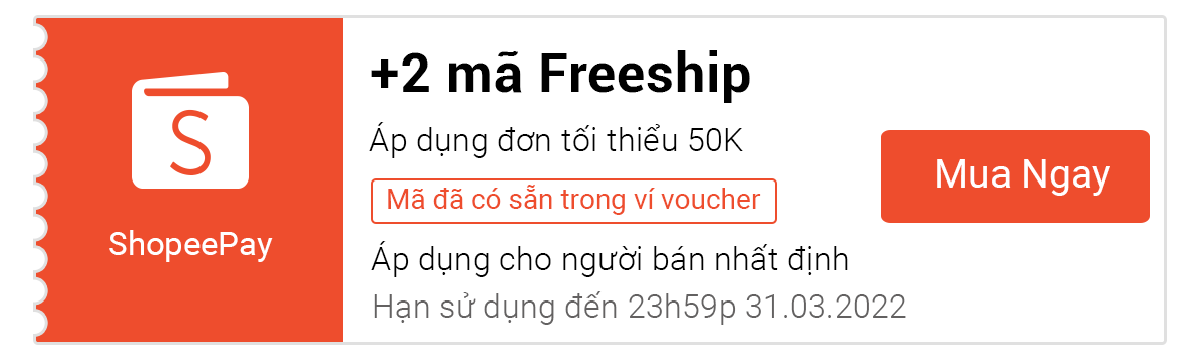 S
ShopeePay
+2 mã Freeship
Áp dụng đơn tối thiểu 50K
Mã đã có sẵn trong ví voucher
Áp dụng cho người bán nhất định
Hạn sử dụng đến 23h59p 31.03.2022
Mua Ngay